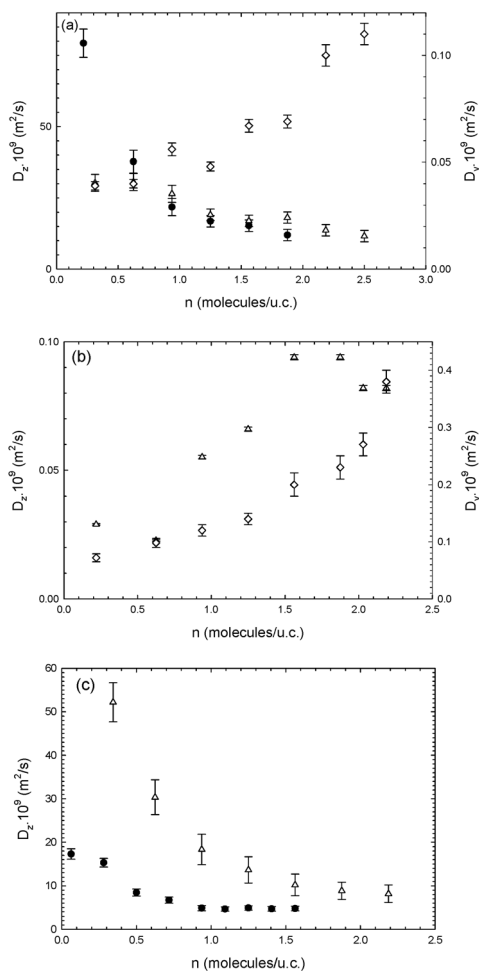 (a)
50
0
D_z.10^9 (m^2/s)
0.10
0.05
0.00
D_v.10^9 (m^2/s)
0.0 0.5 1.0 1.5 2.0 2.5 3.0
n (molecules/u.c.)
(b)
0.10
0.05
0.00
D_z.10^9 (m^2/s)
0.4
0.3
0.2
0.1
0.0
D_v.10^9 (m^2/s)
0.0 0.5 1.0 1.5 2.0 2.5
n (molecules/u.c.)
(c)
60
50
40
30
20
10
0
D_z.10^9 (m^2/s)
0.0 0.5 1.0 1.5 2.0 2.5
n (molecules/u.c.)